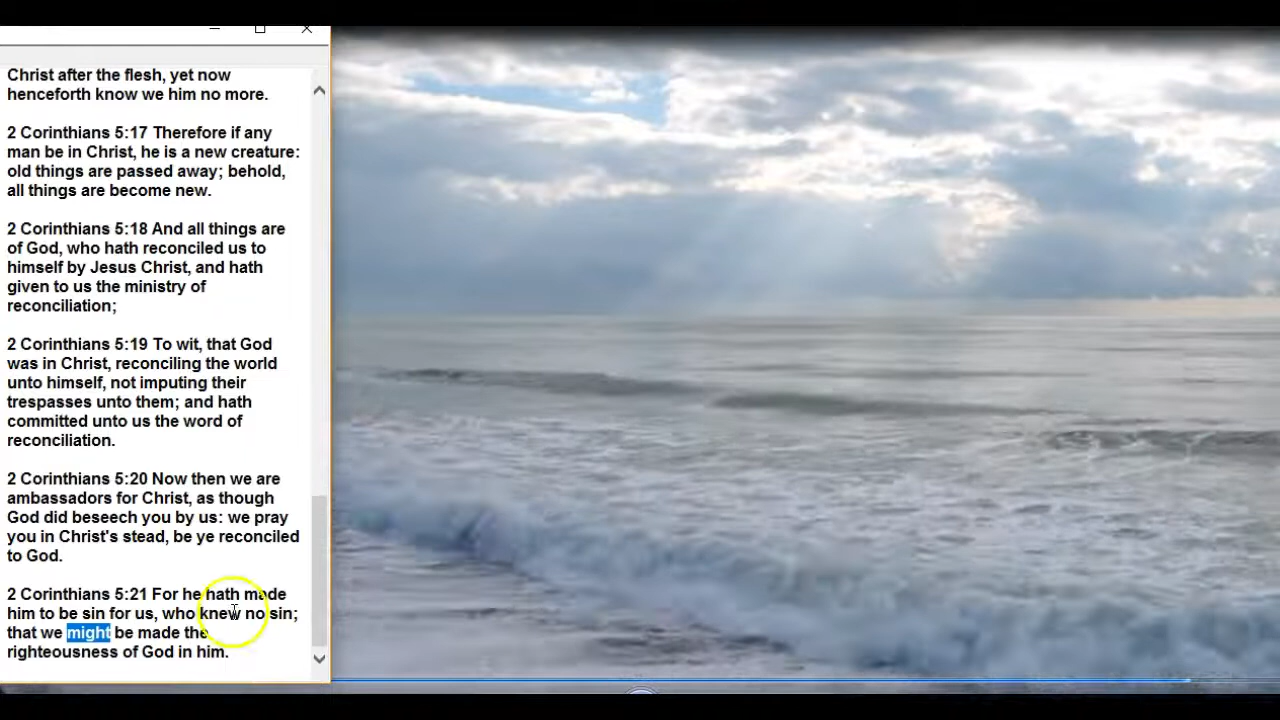 Christ after the flesh, yet now
henceforth know we him no more.
2 Corinthians 5:17 Therefore if any
man be in Christ, he is a new creature:
old things are passed away; behold,
all things are become new.
2 Corinthians 5:18 And all things are
of God, who hath reconciled us to
himself by Jesus Christ, and hath
given to us the ministry of
reconciliation;
2 Corinthians 5:19 To wit, that God
was in Christ, reconciling the world
unto himself, not imputing their
trespasses unto them; and hath
committed unto us the word of
reconciliation.
2 Corinthians 5:20 Now then we are
ambassadors for Christ, as though
God did beseech you by us: we pray
you in Christ's stead, be ye reconciled
to God.
2 Corinthians 5:21 For he hath made
him to be sin for us, who knew no sin;
that we might be made the
righteousness of God in him.